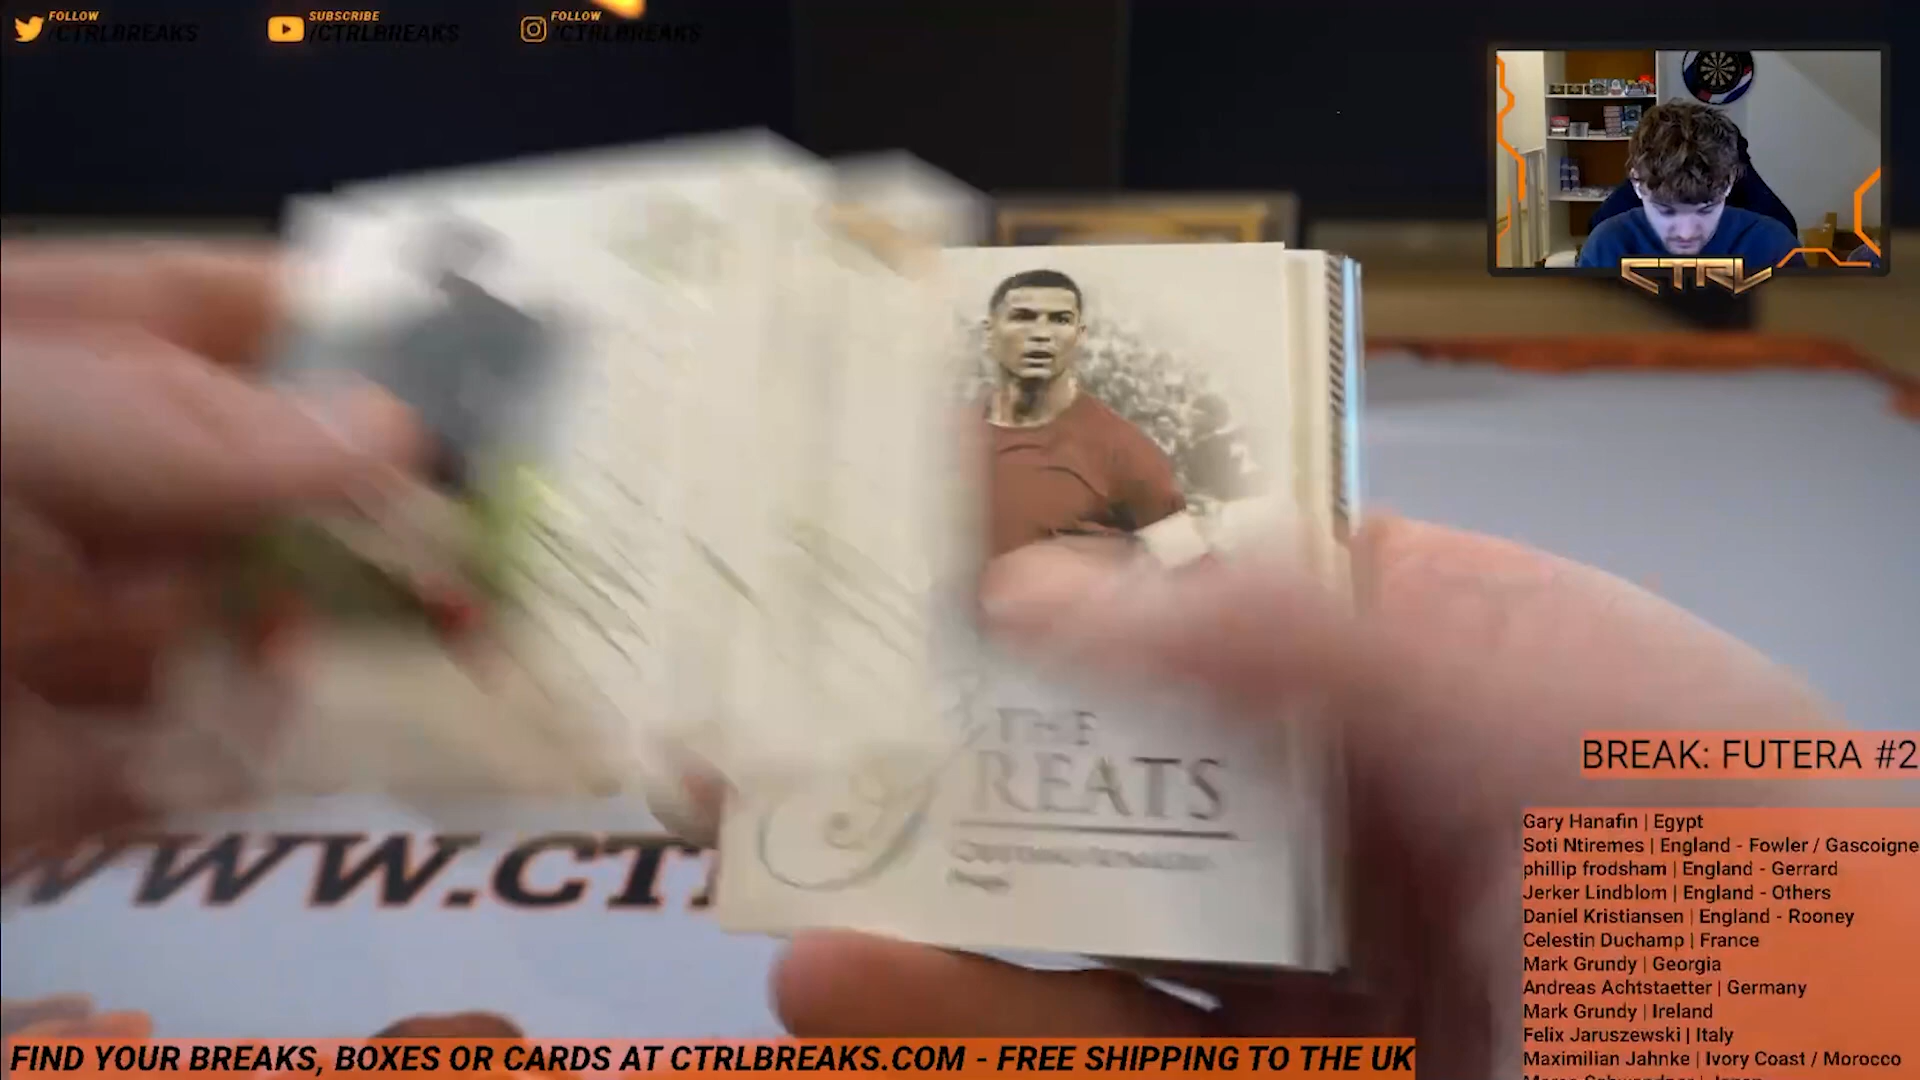 FOLLOW
/CTRLBREAKS
SUBSCRIBE
/CTRLBREAKS
FOLLOW
/CTRLBREAKS
CTRL
THE
REATS
WWW.CT
BREAK: FUTERA #2
Gary Hanafin | Egypt
Soti Ntiremes | England - Fowler / Gascoigne
phillip frodsham | England - Gerrard
Jerker Lindblom | England - Others
Daniel Kristiansen | England - Rooney
Celestin Duchamp | France
Mark Grundy | Georgia
Andreas Achtstaetter | Germany
Mark Grundy | Ireland
Felix Jaruszewski | Italy
Maximilian Jahnke | Ivory Coast / Morocco
FIND YOUR BREAKS, BOXES OR CARDS AT CTRLBREAKS.COM - FREE SHIPPING TO THE UK